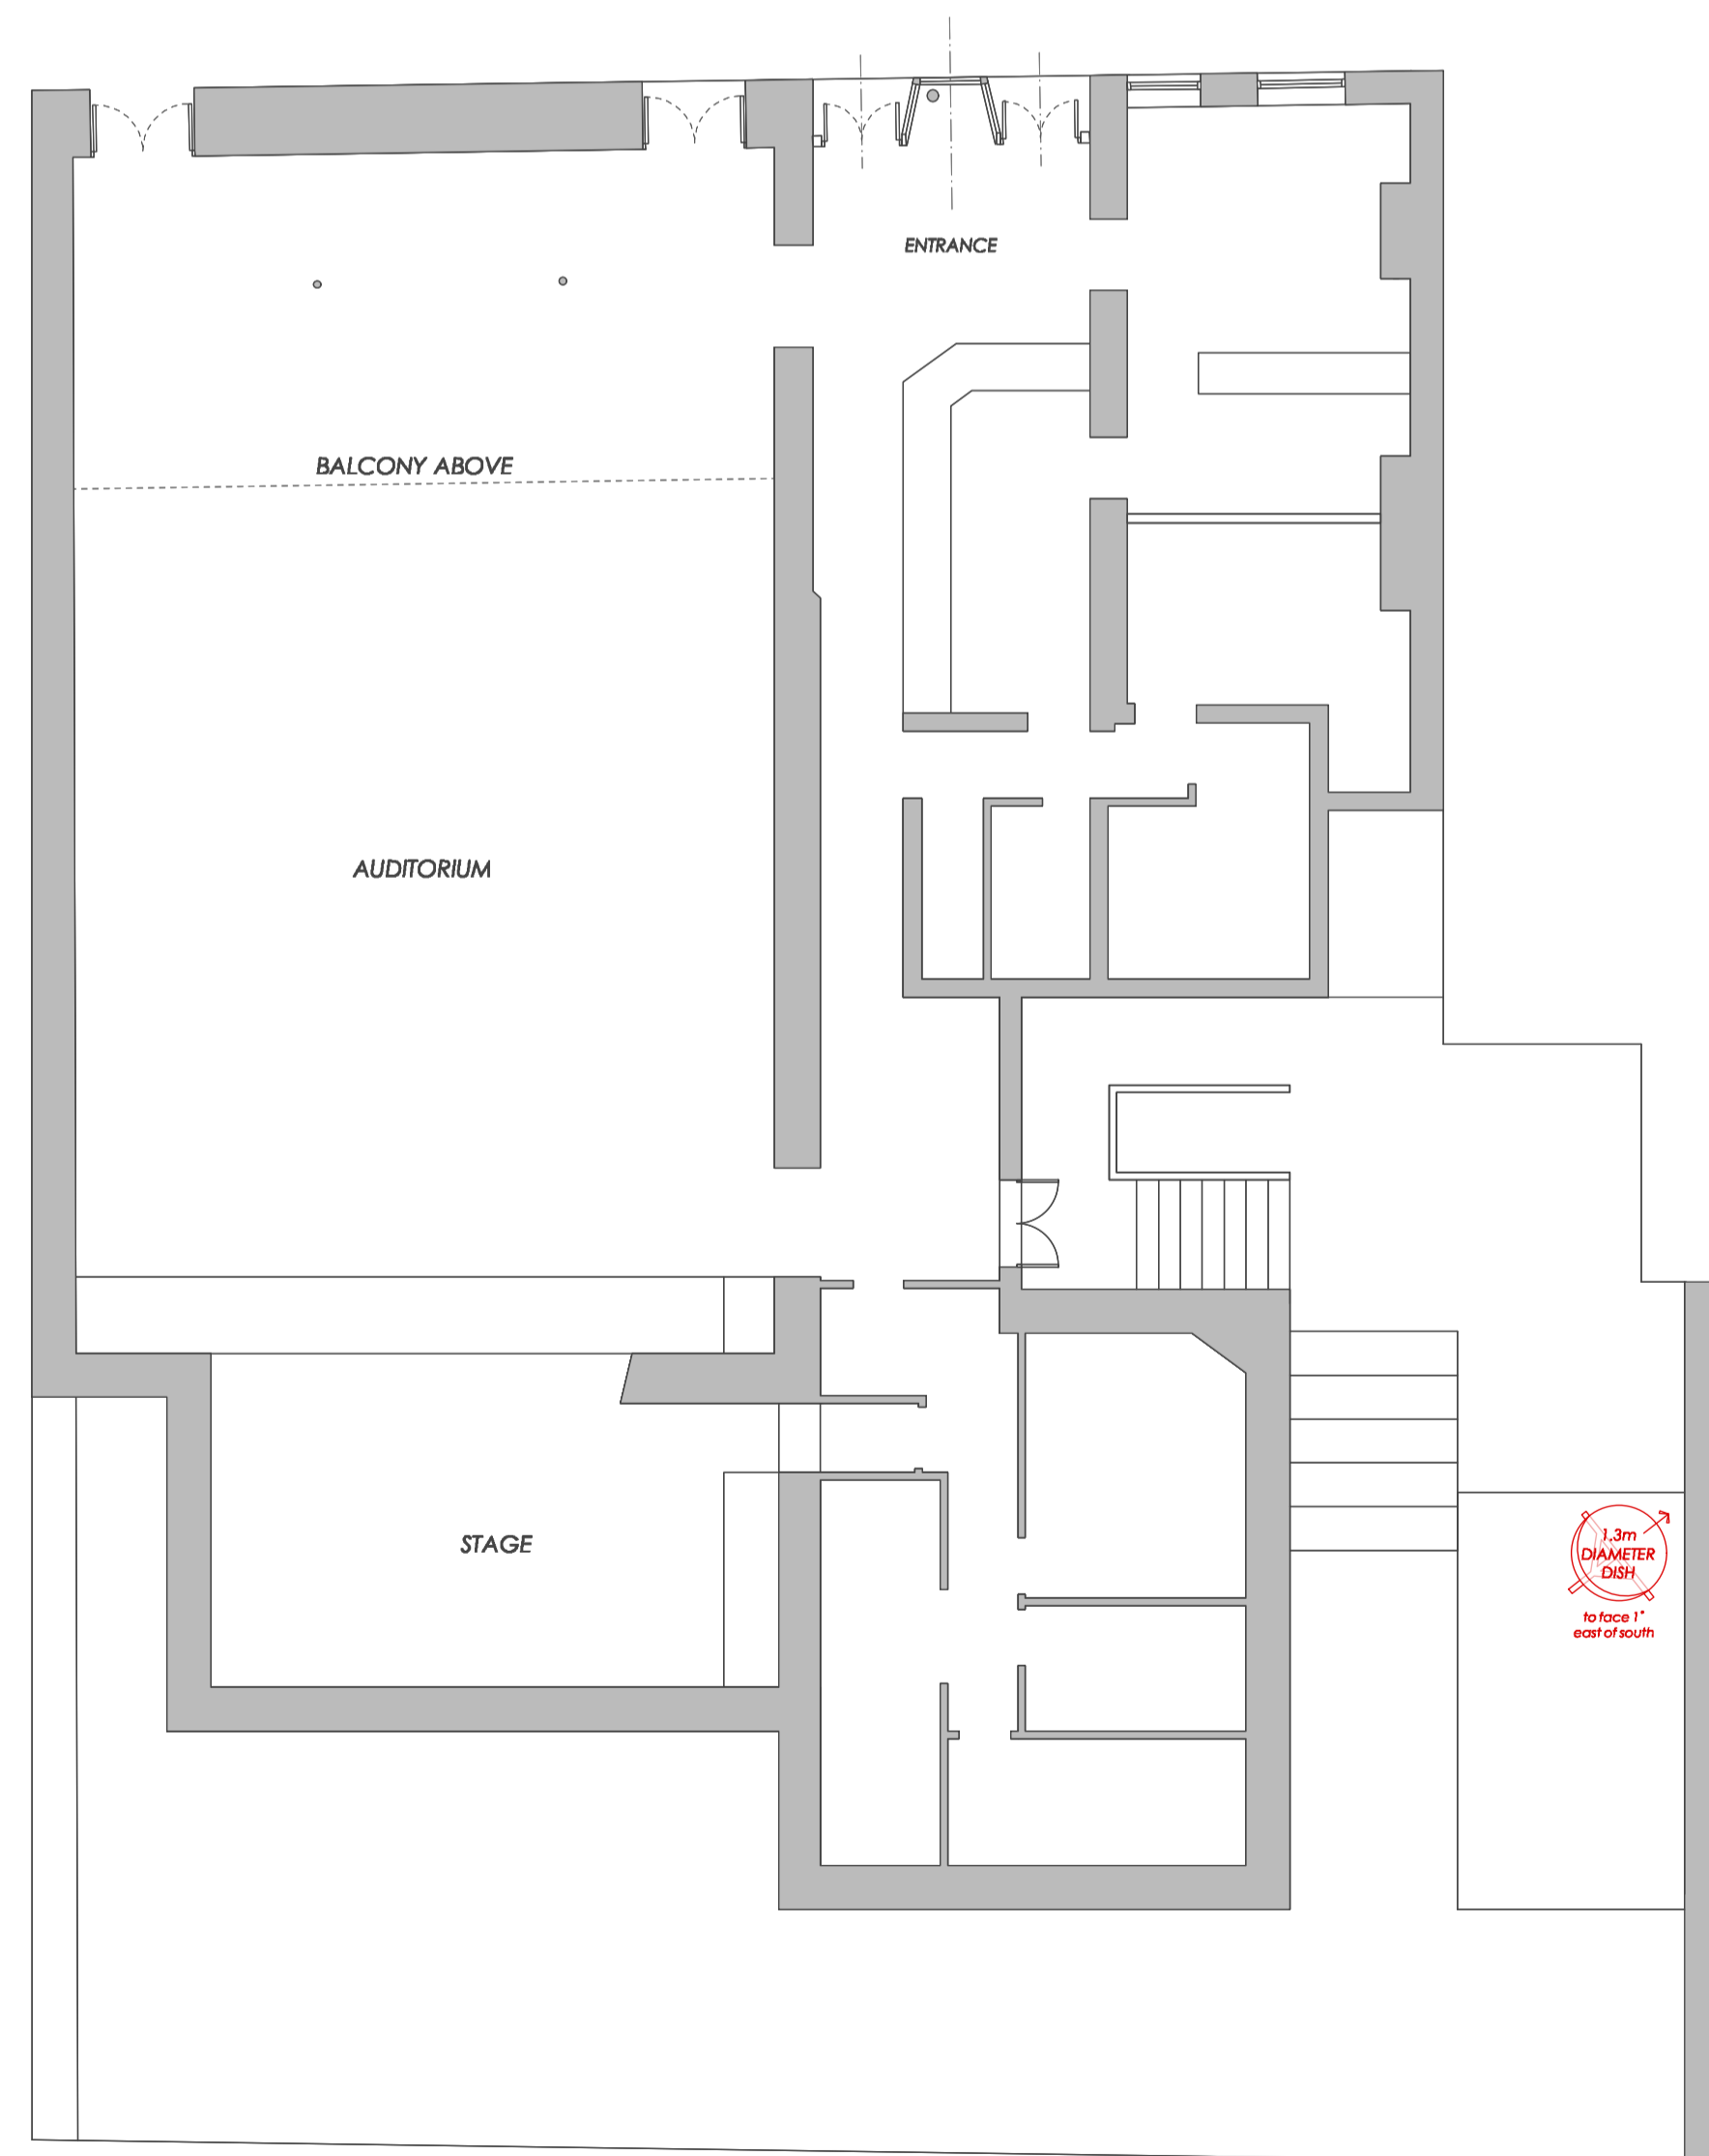 ENTRANCE
BALCONY ABOVE
AUDITORIUM
STAGE
1.3m
DIAMETER
DISH
to face 1°
east of south